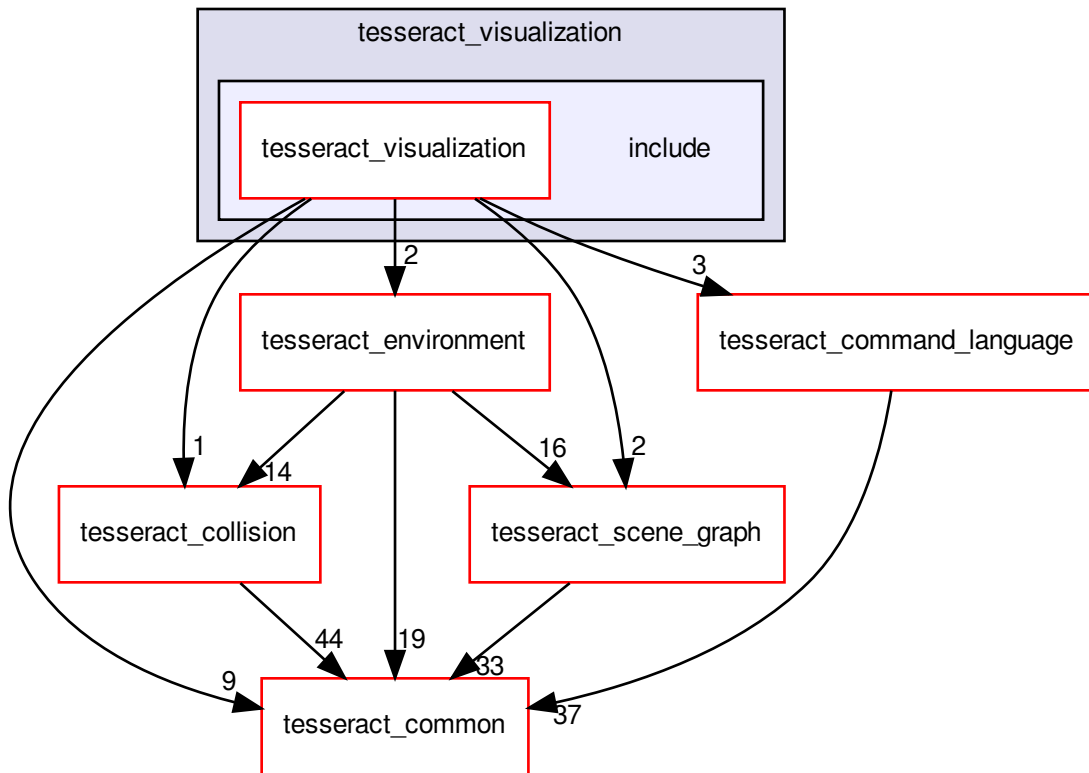 tesseract_visualization
tesseract_visualization
include
2
3
tesseract_environment
tesseract_command_language
1
14
16
2
tesseract_collision
tesseract_scene_graph
44
19
33
9
37
tesseract_common